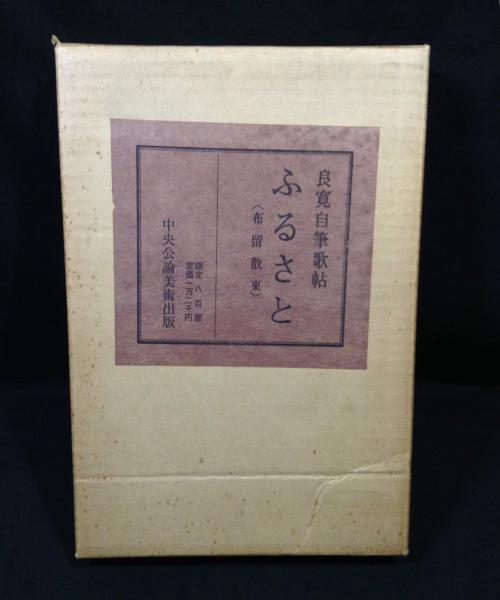 良寛自筆歌帖
ふるさと
〈布留散東〉
限定 八百部
定価一万二千円
中央公論美術出版